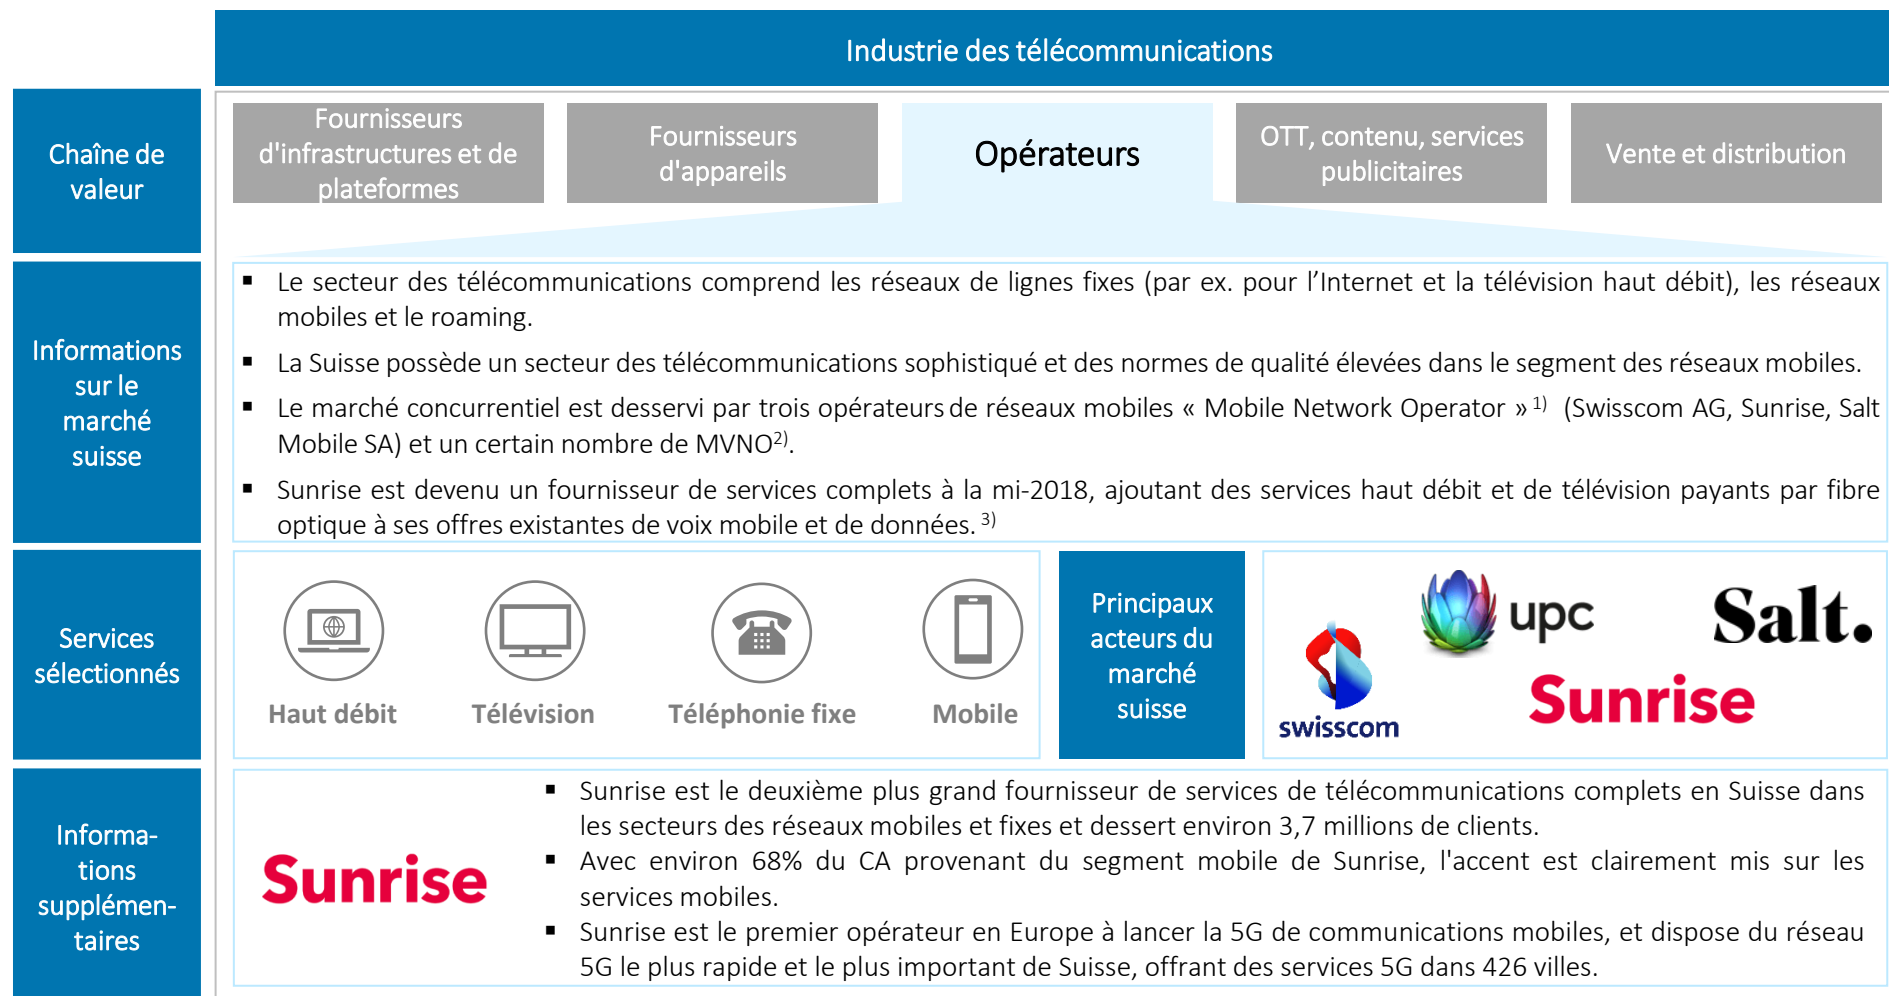 Industrie des télécommunications
Chaîne de
valeur
Fournisseurs
d'infrastructures et de
plateformes
Fournisseurs
d'appareils
Opérateurs
OTT, contenu, services
publicitaires
Vente et distribution
Informations
sur le
marché
suisse
▪ Le secteur des télécommunications comprend les réseaux de lignes fixes (par ex. pour l’Internet et la télévision haut débit), les réseaux
mobiles et le roaming.
▪ La Suisse possède un secteur des télécommunications sophistiqué et des normes de qualité élevées dans le segment des réseaux mobiles.
▪ Le marché concurrentiel est desservi par trois opérateurs de réseaux mobiles « Mobile Network Operator » 1) (Swisscom AG, Sunrise, Salt
Mobile SA) et un certain nombre de MVNO2).
▪ Sunrise est devenu un fournisseur de services complets à la mi-2018, ajoutant des services haut débit et de télévision payants par fibre
optique à ses offres existantes de voix mobile et de données. 3)
Services
sélectionnés
Haut débit
Télévision
Téléphonie fixe
Mobile
Principaux
acteurs du
marché
suisse
swisscom
upc
Salt.
Sunrise
Informa-
tions
supplémen-
taires
Sunrise
▪ Sunrise est le deuxième plus grand fournisseur de services de télécommunications complets en Suisse dans
les secteurs des réseaux mobiles et fixes et dessert environ 3,7 millions de clients.
▪ Avec environ 68% du CA provenant du segment mobile de Sunrise, l'accent est clairement mis sur les
services mobiles.
▪ Sunrise est le premier opérateur en Europe à lancer la 5G de communications mobiles, et dispose du réseau
5G le plus rapide et le plus important de Suisse, offrant des services 5G dans 426 villes.